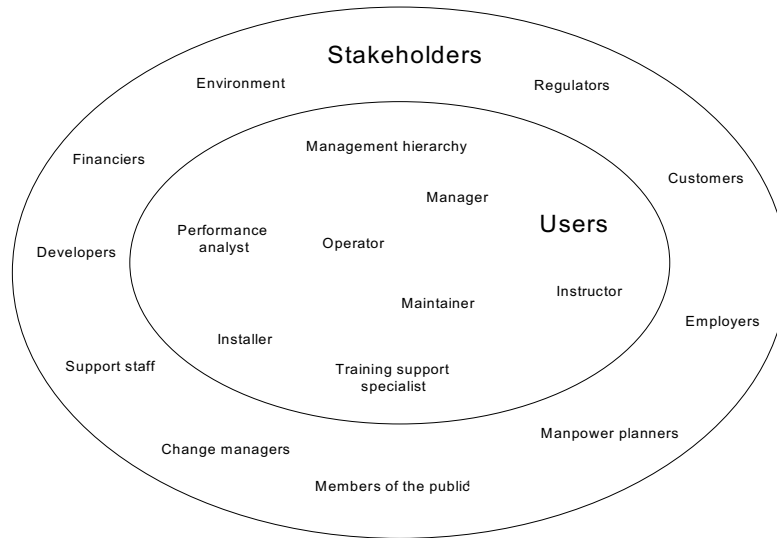 Stakeholders
Environment
Regulators
Management hierarchy
Financiers
Customers
Manager
Users
Performance
analyst
Operator
Developers
Instructor
Maintainer
Employers
Installer
Support staff
Training support
specialist
Manpower planners
Change managers
Members of the public